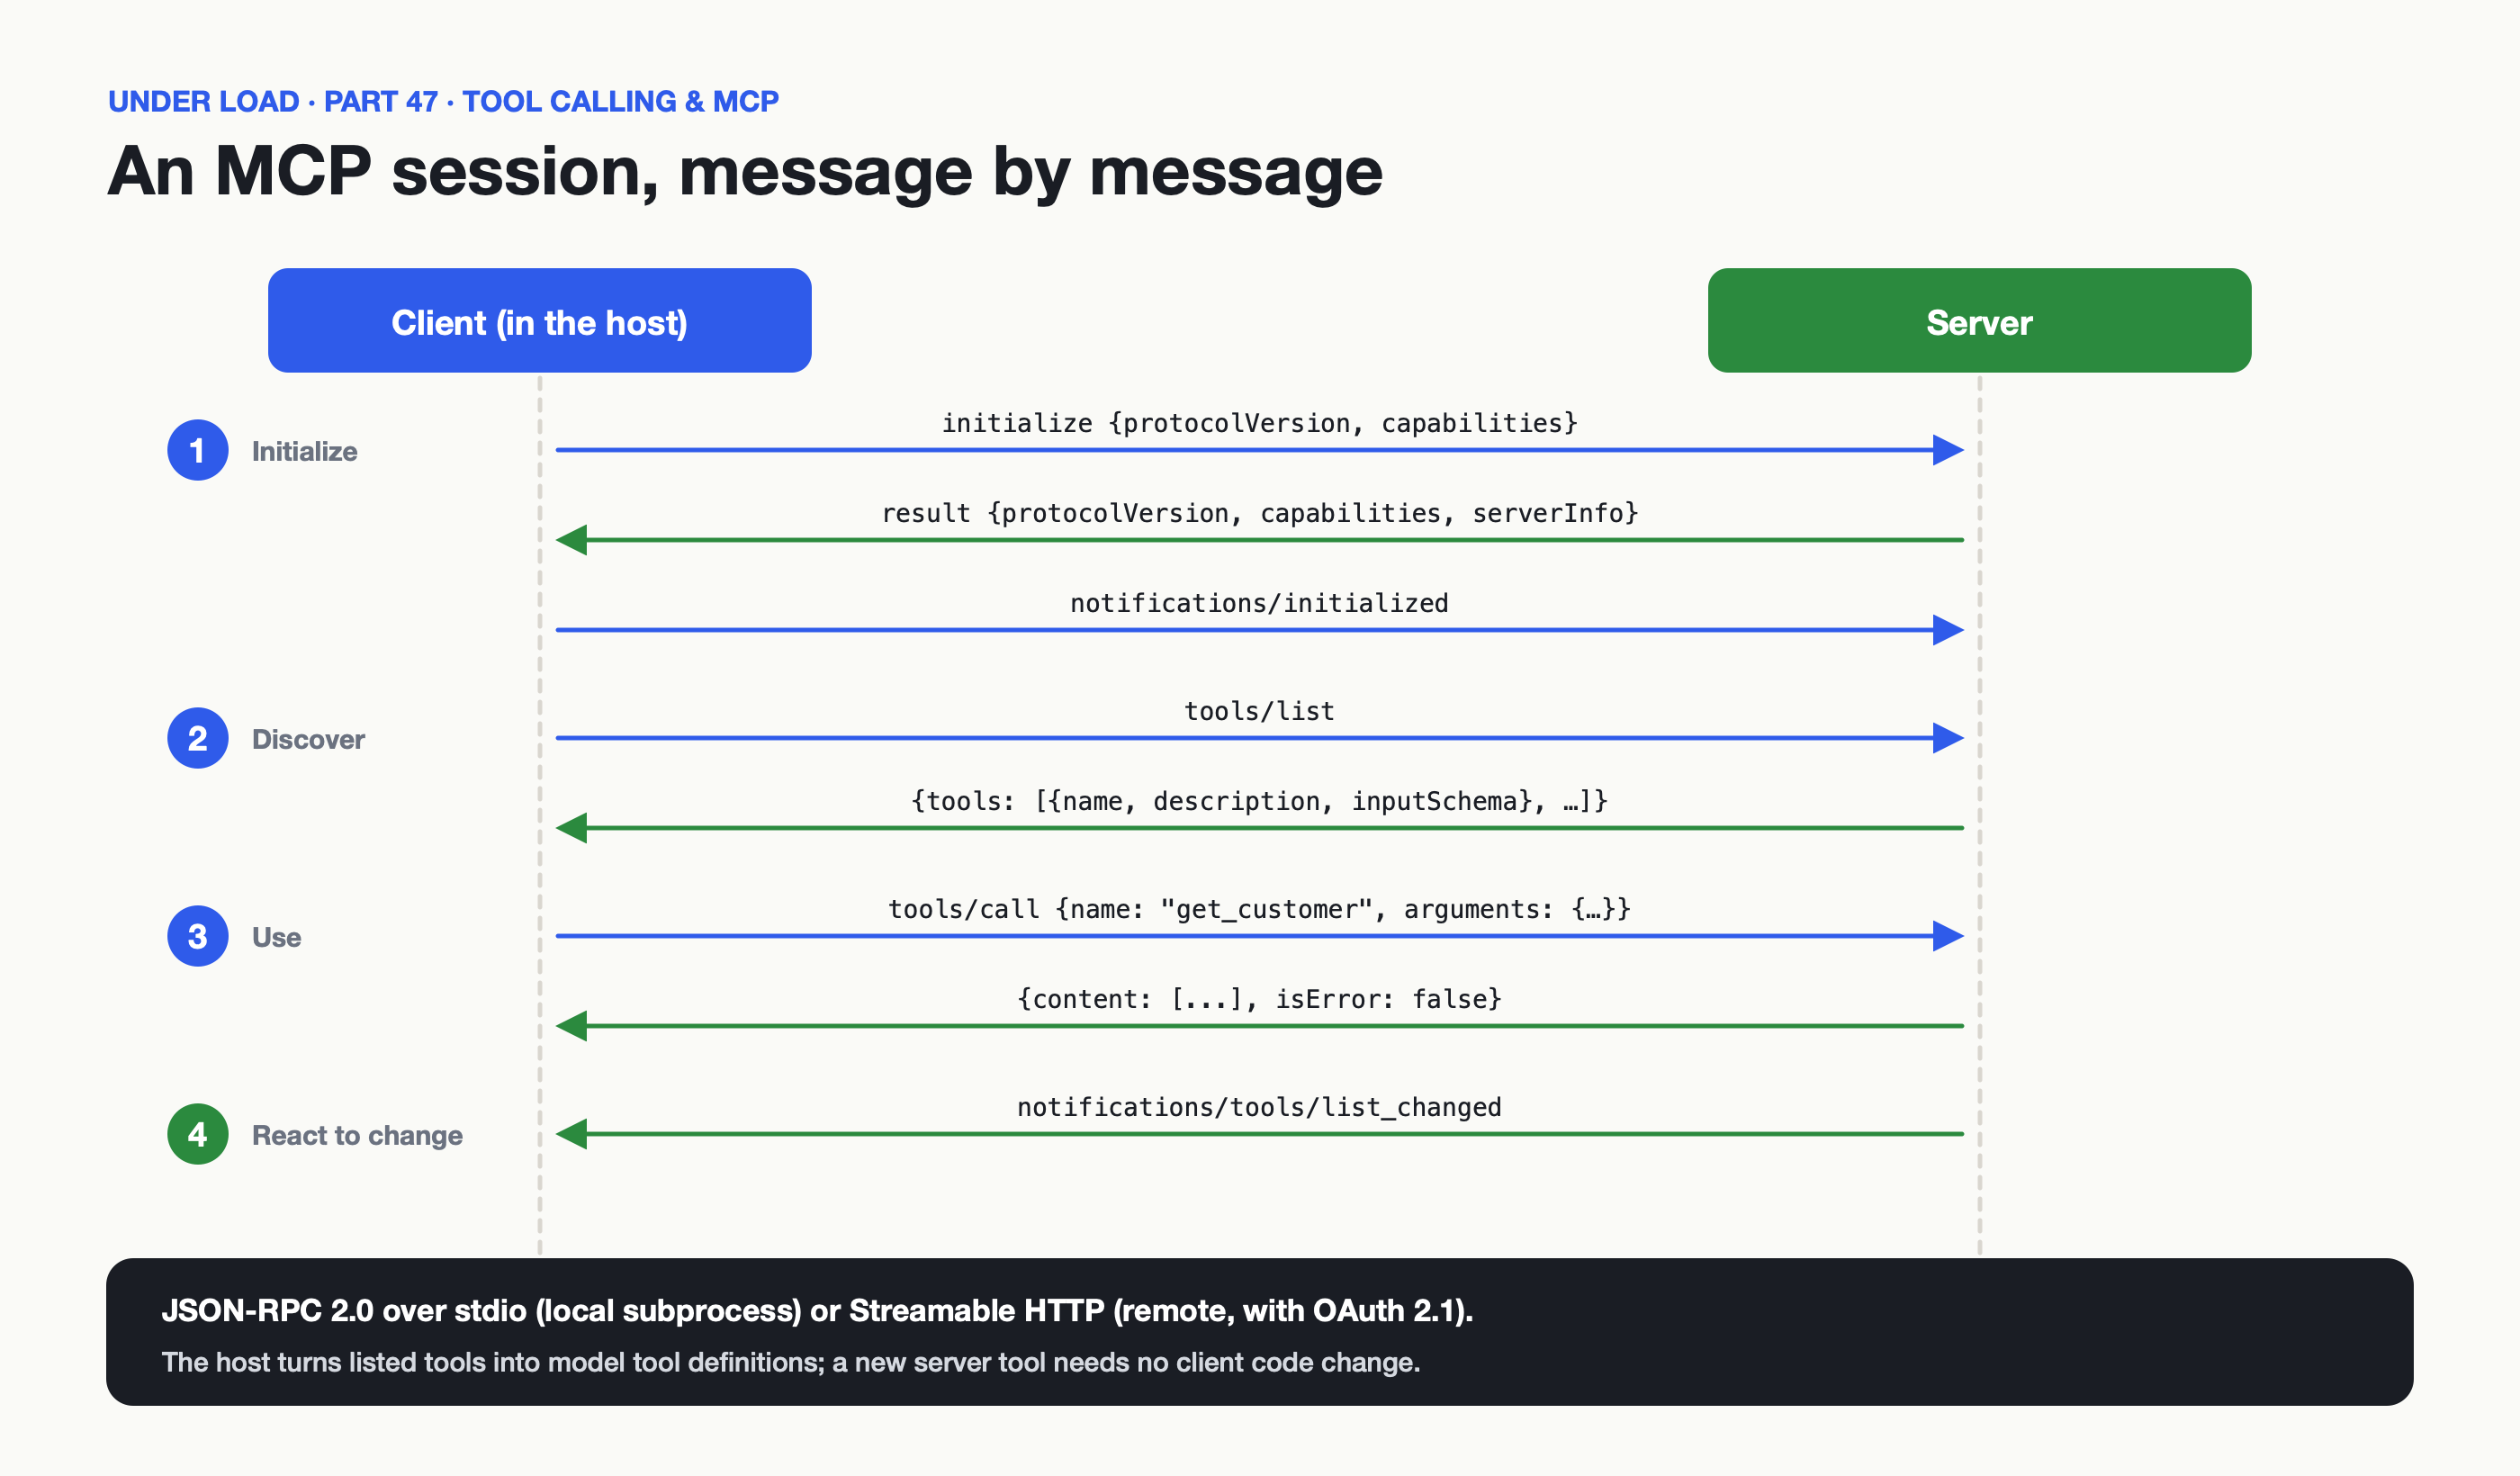 UNDER LOAD · PART 47 · TOOL CALLING & MCP
An MCP session, message by message
Client (in the host)
Server
1 Initialize
initialize {protocolVersion, capabilities}
result {protocolVersion, capabilities, serverInfo}
notifications/initialized
2 Discover
tools/list
{tools: [{name, description, inputSchema}, …]}
3 Use
tools/call {name: "get_customer", arguments: {…}}
{content: [...], isError: false}
4 React to change
notifications/tools/list_changed
JSON-RPC 2.0 over stdio (local subprocess) or Streamable HTTP (remote, with OAuth 2.1).
The host turns listed tools into model tool definitions; a new server tool needs no client code change.